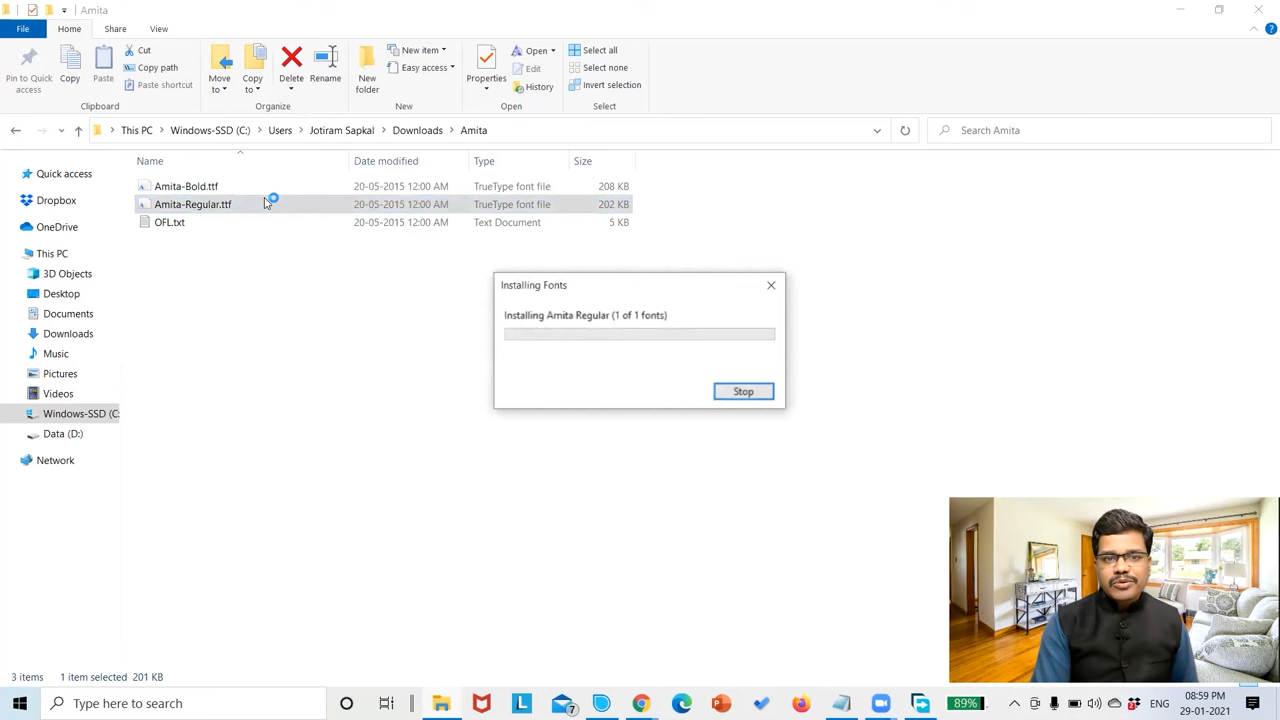 Amita
File
Home
Share
View
Pin to Quick access
Copy
Paste
Cut
Copy path
Paste shortcut
Clipboard
Move to
Copy to
Delete
Rename
Organize
New folder
New item
Easy access
New
Properties
Open
Edit
History
Open
Select all
Select none
Invert selection
Select
This PC
Windows-SSD (C:)
Users
Jotiram Sapkal
Downloads
Amita
Search Amita
Name Date modified Type Size
Amita-Bold.ttf 20-05-2015 12:00 AM TrueType font file 208 KB
Amita-Regular.ttf 20-05-2015 12:00 AM TrueType font file 202 KB
OFL.txt 20-05-2015 12:00 AM Text Document 5 KB
Quick access
Dropbox
OneDrive
This PC
3D Objects
Desktop
Documents
Downloads
Music
Pictures
Videos
Windows-SSD (C:
Data (D:)
Network
Installing Fonts
Installing Amita Regular (1 of 1 fonts)
Stop
3 items 1 item selected 201 KB
Type here to search
7
89%
ENG
08:59 PM
29-01-2021